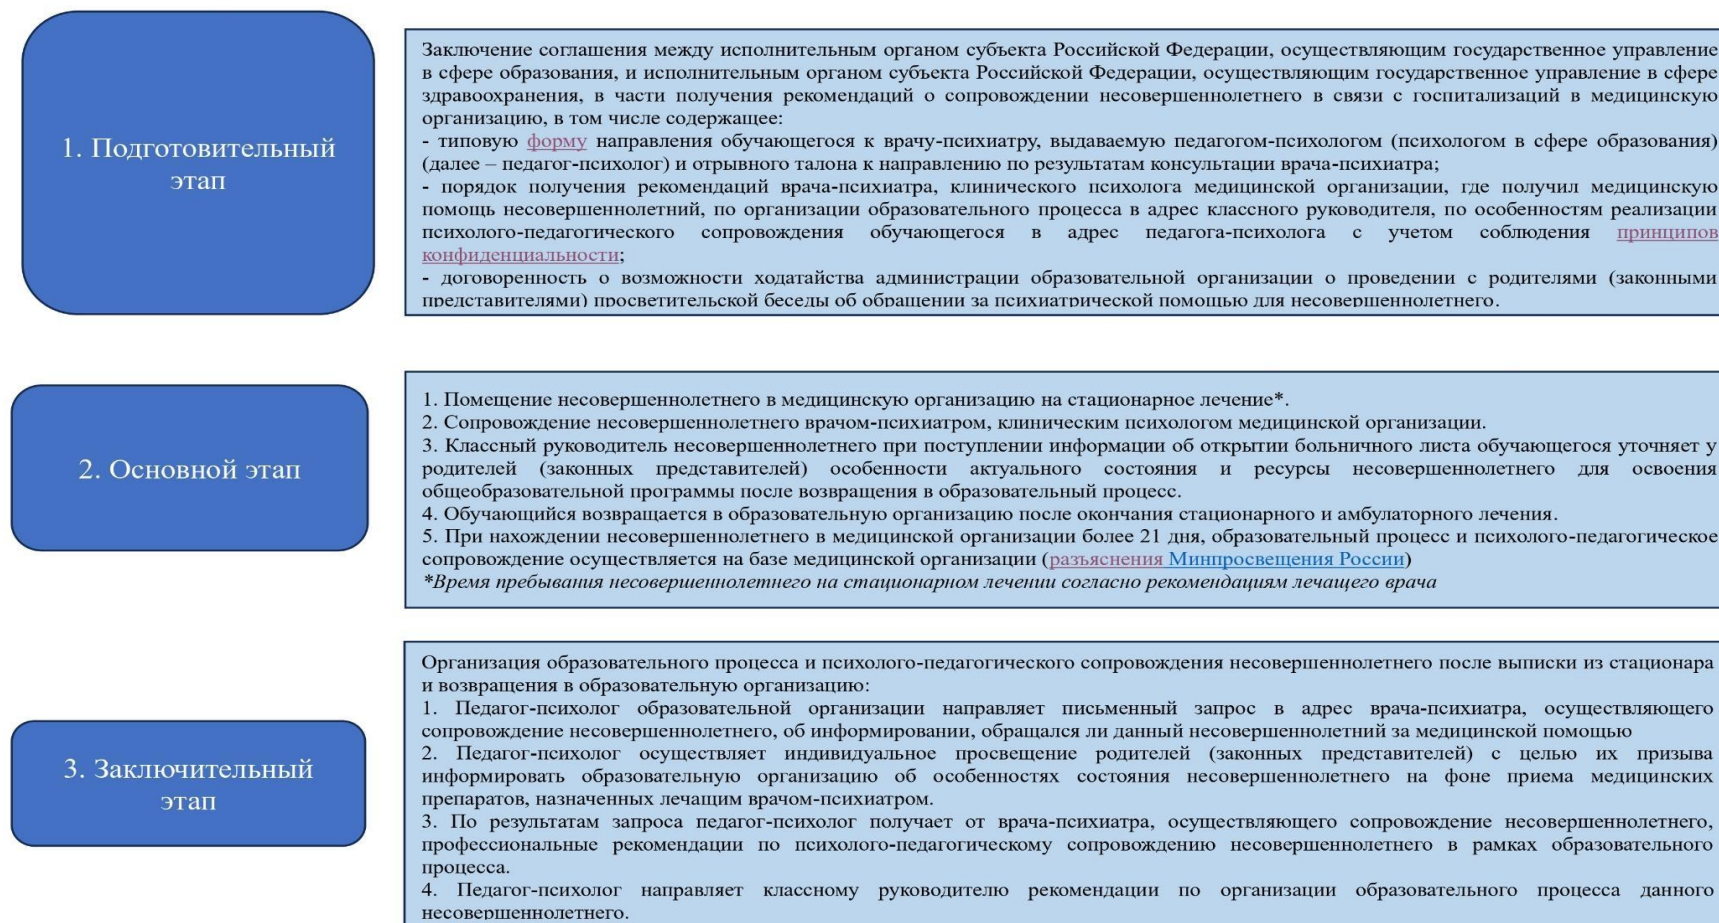 1. Подготовительный
этап
Заключение соглашения между исполнительным органом субъекта Российской Федерации, осуществляющим государственное управление
в сфере образования, и исполнительным органом субъекта Российской Федерации, осуществляющим государственное управление в сфере
здравоохранения, в части получения рекомендаций о сопровождении несовершеннолетнего в связи с госпитализаций в медицинскую
организацию, в том числе содержащее:
- типовую форму направления обучающегося к врачу-психиатру, выдаваемую педагогом-психологом (психологом в сфере образования)
(далее – педагог-психолог) и отрывного талона к направлению по результатам консультации врача-психиатра;
- порядок получения рекомендаций врача-психиатра, клинического психолога медицинской организации, где получил медицинскую
помощь несовершеннолетний, по организации образовательного процесса в адрес классного руководителя, по особенностям реализации
психолого-педагогического сопровождения обучающегося в адрес педагога-психолога с учетом соблюдения принципов
конфиденциальности;
- договоренность о возможности ходатайства администрации образовательной организации о проведении с родителями (законными
представителями) просветительской беседы об обращении за психиатрической помощью для несовершеннолетнего.
2. Основной этап
1. Помещение несовершеннолетнего в медицинскую организацию на стационарное лечение*.
2. Сопровождение несовершеннолетнего врачом-психиатром, клиническим психологом медицинской организации.
3. Классный руководитель несовершеннолетнего при поступлении информации об открытии больничного листа обучающегося уточняет у
родителей (законных представителей) особенности актуального состояния и ресурсы несовершеннолетнего для освоения
общеобразовательной программы после возвращения в образовательный процесс.
4. Обучающийся возвращается в образовательную организацию после окончания стационарного и амбулаторного лечения.
5. При нахождении несовершеннолетнего в медицинской организации более 21 дня, образовательный процесс и психолого-педагогическое
сопровождение осуществляется на базе медицинской организации (разъяснения Минпросвещения России)
*Время пребывания несовершеннолетнего на стационарном лечении согласно рекомендациям лечащего врача
3. Заключительный
этап
Организация образовательного процесса и психолого-педагогического сопровождения несовершеннолетнего после выписки из стационара
и возвращения в образовательную организацию:
1. Педагог-психолог образовательной организации направляет письменный запрос в адрес врача-психиатра, осуществляющего
сопровождение несовершеннолетнего, об информировании, обращался ли данный несовершеннолетний за медицинской помощью
2. Педагог-психолог осуществляет индивидуальное просвещение родителей (законных представителей) с целью их призыва
информировать образовательную организацию об особенностях состояния несовершеннолетнего на фоне приема медицинских
препаратов, назначенных лечащим врачом-психиатром.
3. По результатам запроса педагог-психолог получает от врача-психиатра, осуществляющего сопровождение несовершеннолетнего,
профессиональные рекомендации по психолого-педагогическому сопровождению несовершеннолетнего в рамках образовательного
процесса.
4. Педагог-психолог направляет классному руководителю рекомендации по организации образовательного процесса данного
несовершеннолетнего.